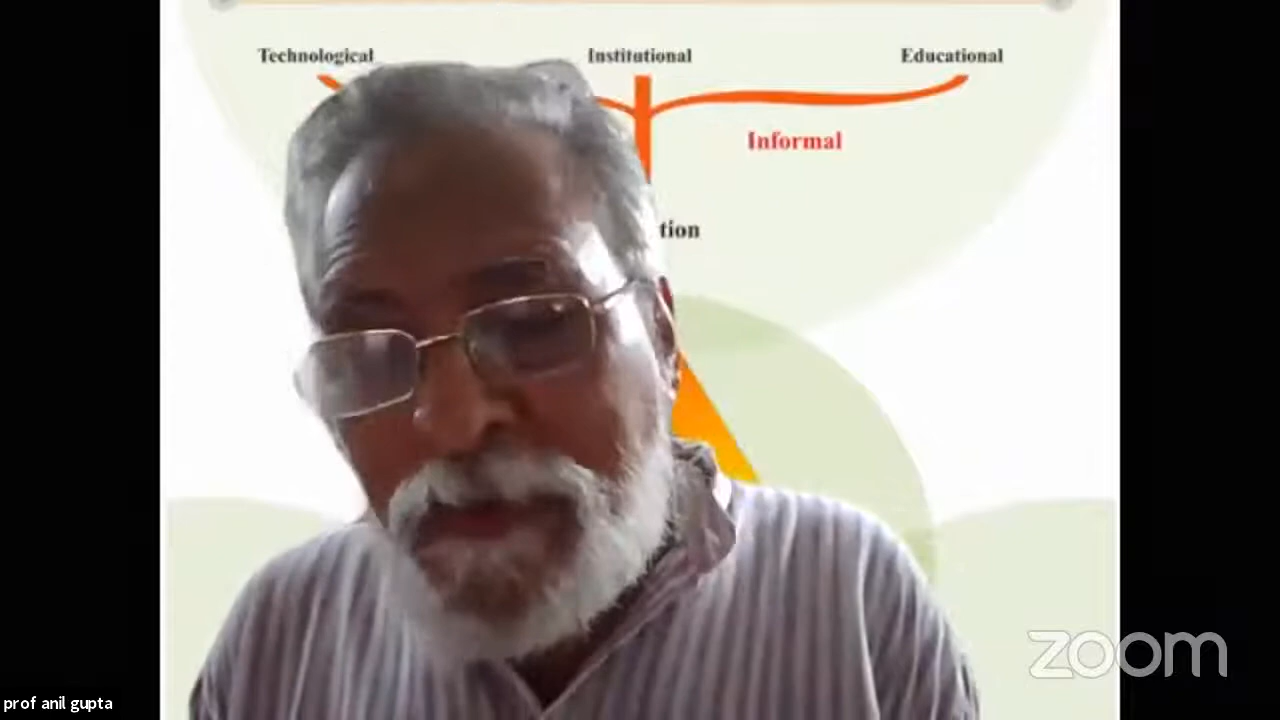 Technological Institutional Educational
Informal
tion
zoom
prof anil gupta